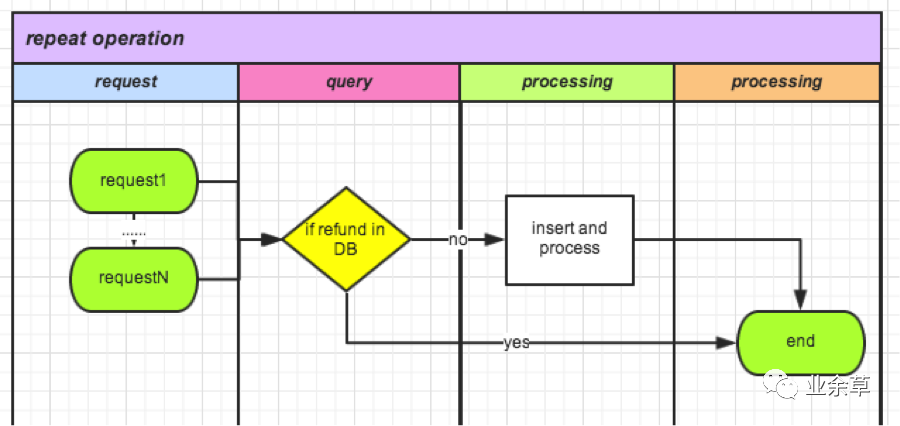 repeat operation
request
query
processing
processing
request1
......
requestN
if refund in
DB
no
insert and
process
yes
end
业余草